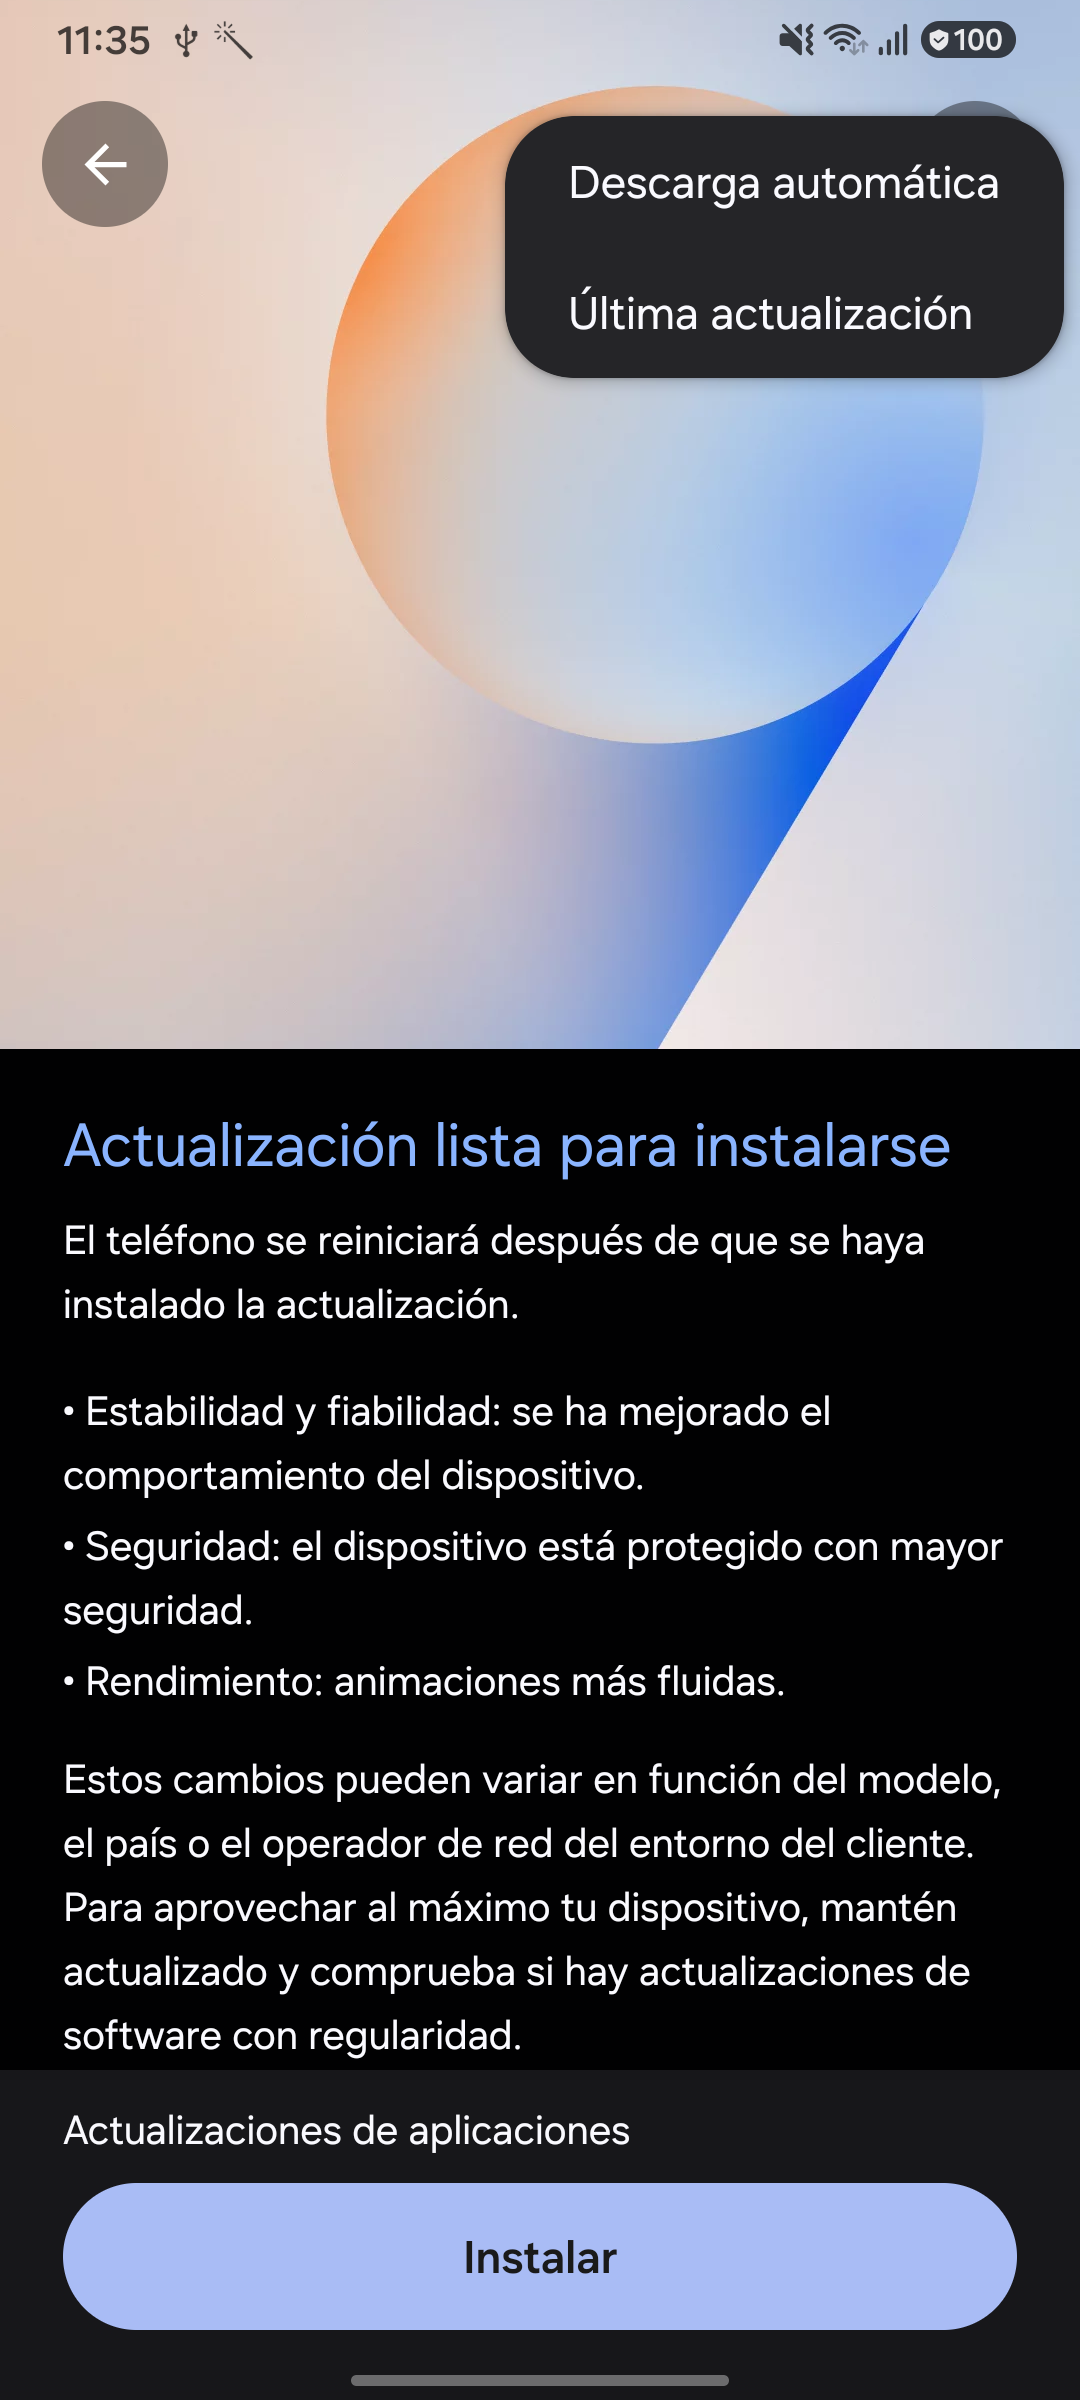 11:35
100
Descarga automática
Última actualización
Actualización lista para instalarse
El teléfono se reiniciará después de que se haya
instalado la actualización.
• Estabilidad y fiabilidad: se ha mejorado el
comportamiento del dispositivo.
• Seguridad: el dispositivo está protegido con mayor
seguridad.
• Rendimiento: animaciones más fluidas.
Estos cambios pueden variar en función del modelo,
el país o el operador de red del entorno del cliente.
Para aprovechar al máximo tu dispositivo, mantén
actualizado y comprueba si hay actualizaciones de
software con regularidad.
Actualizaciones de aplicaciones
Instalar